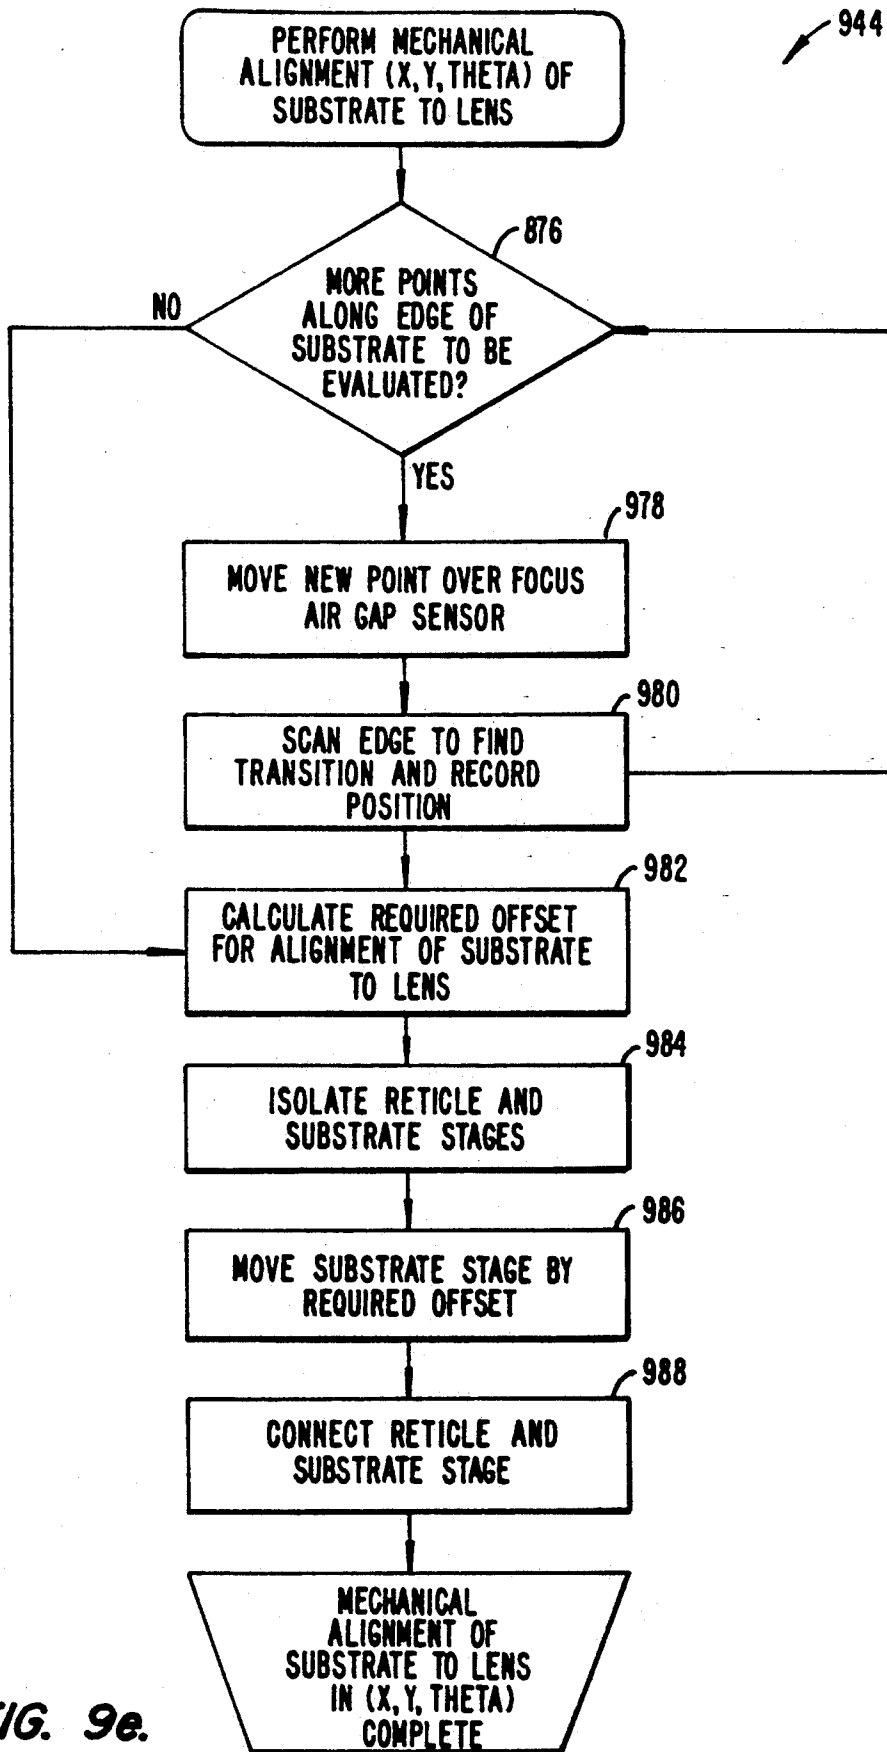 944
PERFORM MECHANICAL
ALIGNMENT (X, Y, THETA) OF
SUBSTRATE TO LENS
876
MORE POINTS
ALONG EDGE OF
SUBSTRATE TO BE
EVALUATED?
NO
YES
978
MOVE NEW POINT OVER FOCUS
AIR GAP SENSOR
980
SCAN EDGE TO FIND
TRANSITION AND RECORD
POSITION
982
CALCULATE REQUIRED OFFSET
FOR ALIGNMENT OF SUBSTRATE
TO LENS
984
ISOLATE RETICLE AND
SUBSTRATE STAGES
986
MOVE SUBSTRATE STAGE BY
REQUIRED OFFSET
988
CONNECT RETICLE AND
SUBSTRATE STAGE
MECHANICAL
ALIGNMENT OF
SUBSTRATE TO LENS
IN (X, Y, THETA)
COMPLETE
IG. 9e.